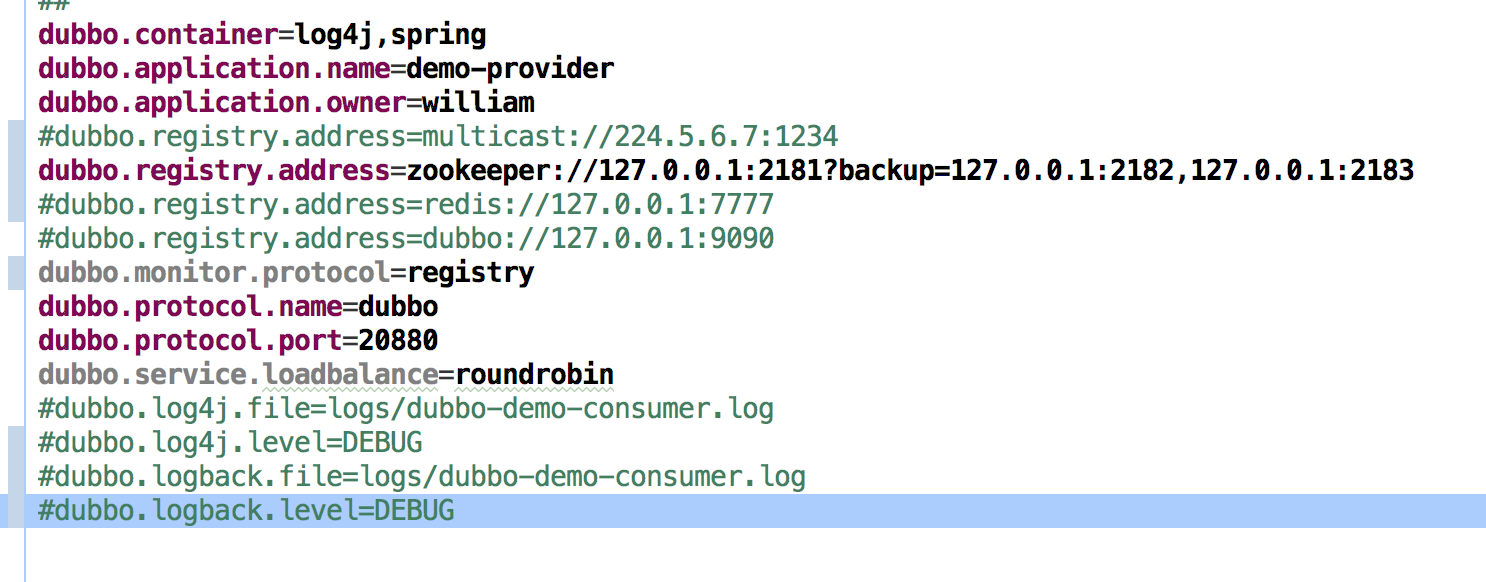 ##
dubbo.container=log4j,spring
dubbo.application.name=demo-provider
dubbo.application.owner=william
#dubbo.registry.address=multicast://224.5.6.7:1234
dubbo.registry.address=zookeeper://127.0.0.1:2181?backup=127.0.0.1:2182,127.0.0.1:2183
#dubbo.registry.address=redis://127.0.0.1:7777
#dubbo.registry.address=dubbo://127.0.0.1:9090
dubbo.monitor.protocol=registry
dubbo.protocol.name=dubbo
dubbo.protocol.port=20880
dubbo.service.loadbalance=roundrobin
#dubbo.log4j.file=logs/dubbo-demo-consumer.log
#dubbo.log4j.level=DEBUG
#dubbo.logback.file=logs/dubbo-demo-consumer.log
#dubbo.logback.level=DEBUG